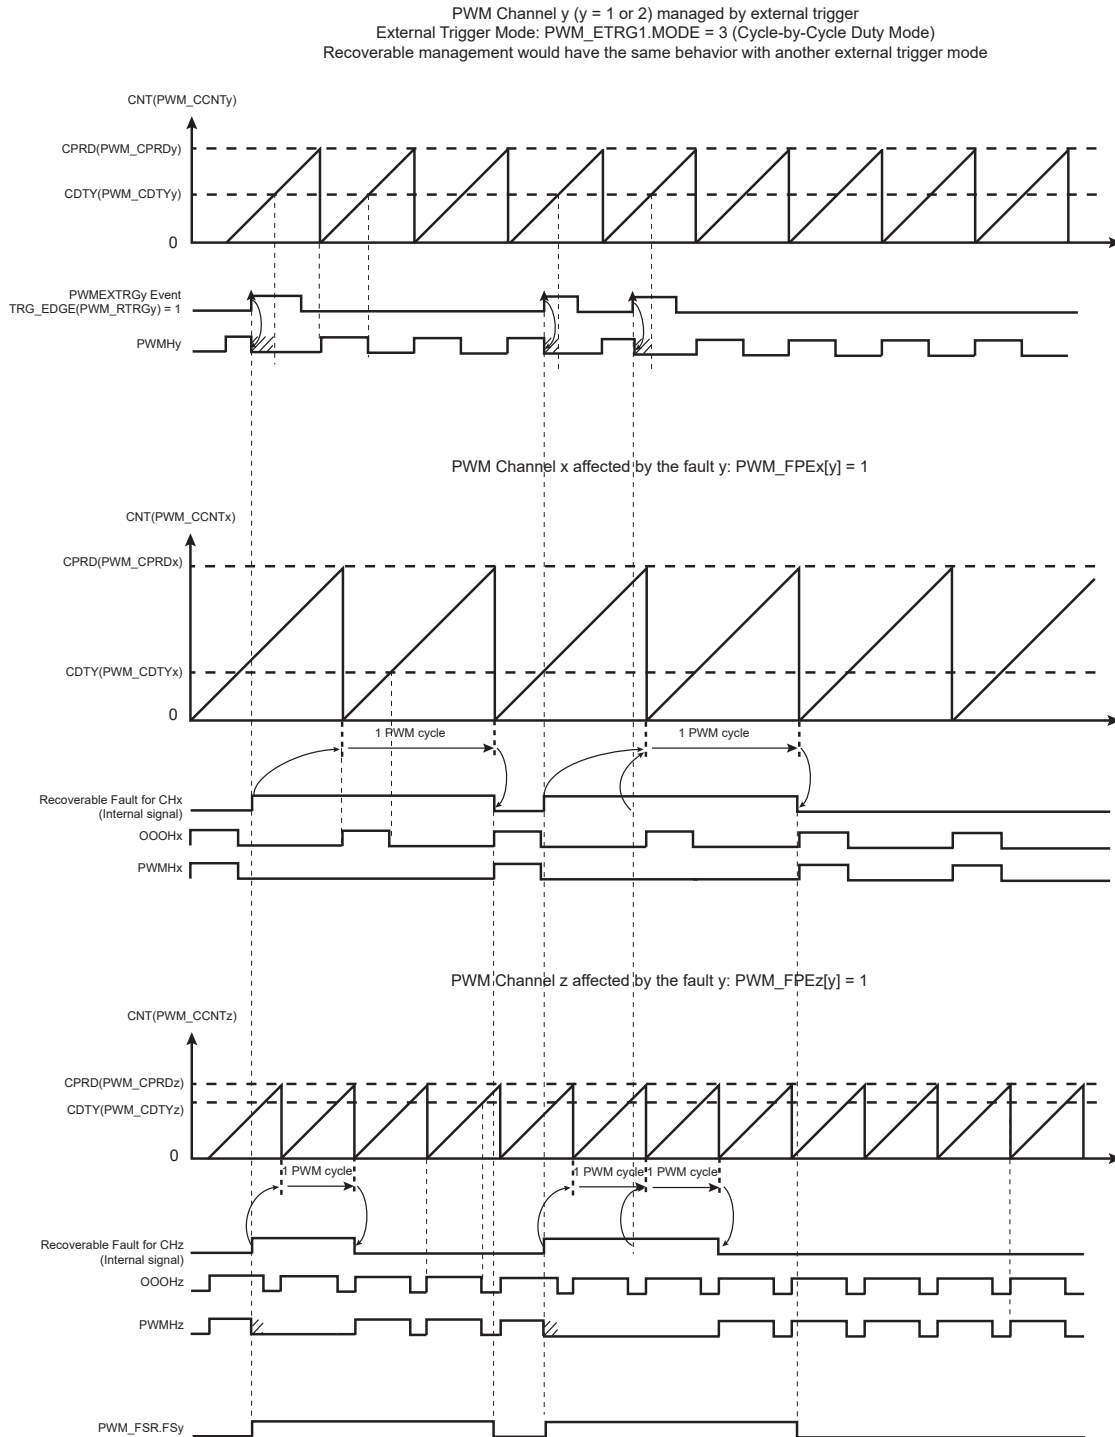 PWM Channel y (y = 1 or 2) managed by external trigger
External Trigger Mode: PWM_ETRG1.MODE = 3 (Cycle-by-Cycle Duty Mode)
Recoverable management would have the same behavior with another external trigger mode
CNT(PWM_CCNTy)
CPRD(PWM_CPRDy)
CDTY(PWM_CDTYy)
0
PWMEXTRGy Event
TRG_EDGE(PWM_RTRGy) = 1
PWMHy
PWM Channel x affected by the fault y: PWM_FPEx[y] = 1
CNT(PWM_CCNTx)
CPRD(PWM_CPRDx)
CDTY(PWM_CDTYx)
0
1 PWM cycle
1 PWM cycle
Recoverable Fault for CHx
(Internal signal)
OOOHx
PWMHx
PWM Channel z affected by the fault y: PWM_FPEz[y] = 1
CNT(PWM_CCNTz)
CPRD(PWM_CPRDz)
CDTY(PWM_CDTYz)
0
1 PWM cycle
1 PWM cycle
1 PWM cycle
Recoverable Fault for CHz
(Internal signal)
OOOHz
PWMHz
PWM_FSR.FSy